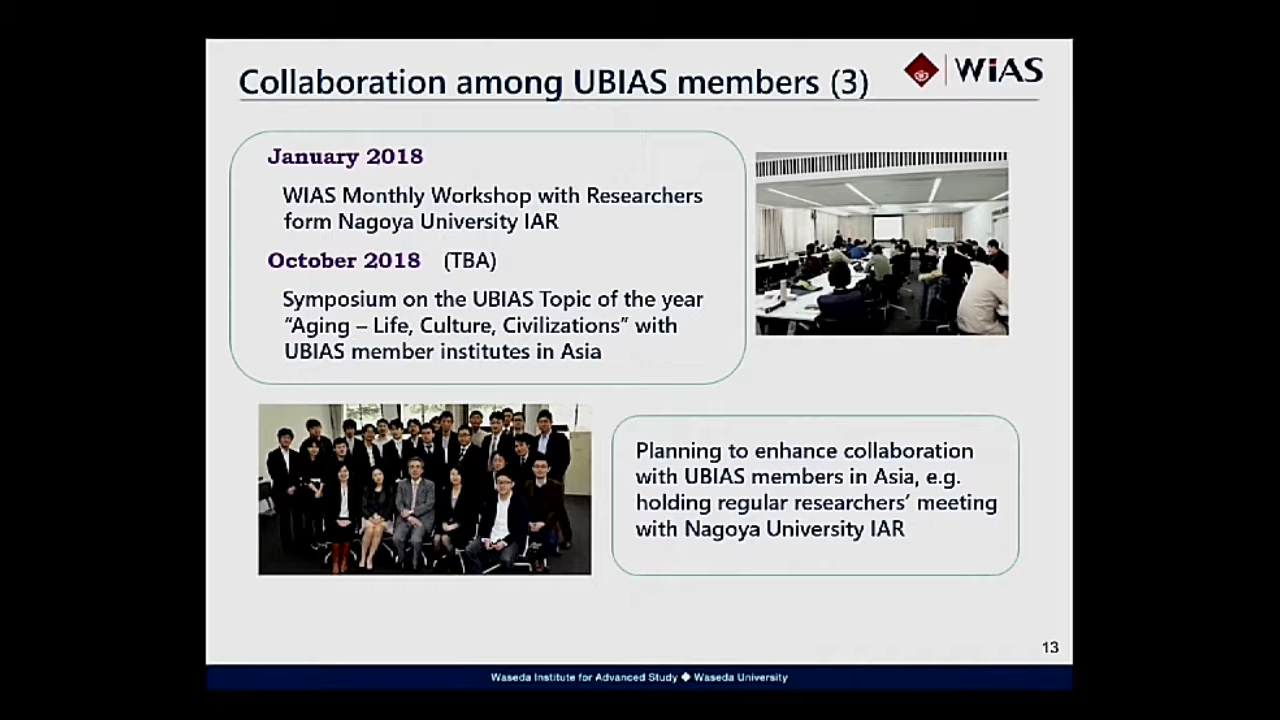 Collaboration among UBIAS members (3)
WiAS
January 2018
WIAS Monthly Workshop with Researchers
form Nagoya University IAR
October 2018 (TBA)
Symposium on the UBIAS Topic of the year
“Aging – Life, Culture, Civilizations” with
UBIAS member institutes in Asia
Planning to enhance collaboration
with UBIAS members in Asia, e.g.
holding regular researchers’ meeting
with Nagoya University IAR
13
Waseda Institute for Advanced Study ◆ Waseda University